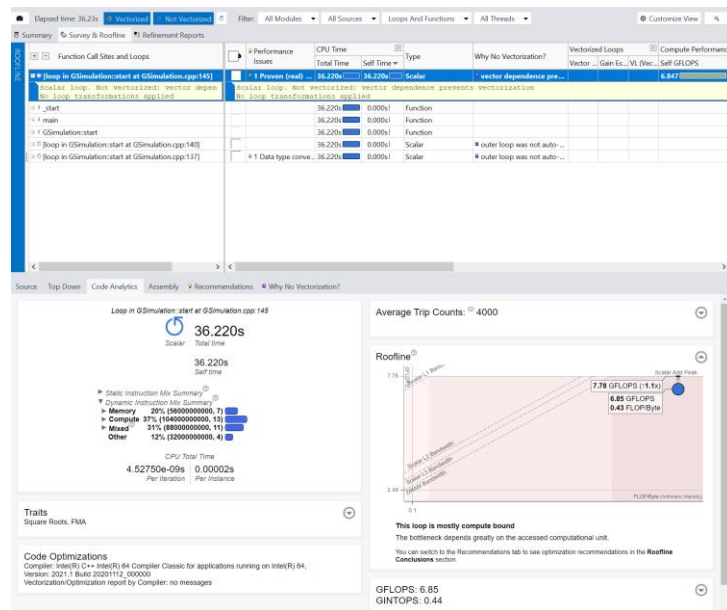 Elapsed time: 36.23s Vectorized Not Vectorized Filter: All Modules All Sources Loops And Functions All Threads Customize View
Summary Survey & Roofline Refinement Reports
ROOFLINE
Function Call Sites and Loops
Performance Issues
CPU Time
Total Time Self Time
Type
Why No Vectorization?
Vectorized Loops
Vector ... Gain Es... VL (Vec...
Compute Performanc
Self GFLOPS
[loop in GSimulation::start at GSimulation.cpp:145] 1 Proven (real) ... 36.220s 36.220s Scalar vector dependence pre... 6.847
Scalar loop. Not vectorized: vector depen Scalar loop. Not vectorized: vector dependence prevents vectorization
No loop transformations applied No loop transformations applied
_start 36.220s 0.000s Function
main 36.220s 0.000s Function
GSimulation::start 36.220s 0.000s Function
[loop in GSimulation::start at GSimulation.cpp:140] 36.220s 0.000s Scalar outer loop was not auto-...
[loop in GSimulation::start at GSimulation.cpp:137] 1 Data type conve... 36.220s 0.000s Scalar outer loop was not auto-...
Source Top Down Code Analytics Assembly Recommendations Why No Vectorization?
Loop in GSimulation::start at GSimulation.cpp:145
36.220s
Scalar Total time
36.220s
Self time
Static Instruction Mix Summary
Dynamic Instruction Mix Summary
Memory 20% (56000000000, 7)
Compute 37% (104000000000, 13)
Mixed 31% (88000000000, 11)
Other 12% (32000000000, 4)
CPU Total Time
4.52750e-09s 0.00002s
Per Iteration Per Instance
Traits
Square Roots, FMA
Code Optimizations
Compiler: Intel(R) C++ Intel(R) 64 Compiler Classic for applications running on Intel(R) 64,
Version: 2021.1 Build 20201112_000000
Vectorization/Optimization report by Compiler: no messages
Average Trip Counts: 4000
Roofline
7.78
Scalar L1 Band...
Scalar Add Peak
7.78 GFLOPS (↑1.1x)
6.85 GFLOPS
0.43 FLOP/Byte
Scalar L2 Bandwidth
Scalar L3 Bandwidth
DRAM Bandwidth
2.45
FLOP/Byte (Arithmetic Intensity)
0.1
This loop is mostly compute bound
The bottleneck depends greatly on the accessed computational unit.
You can switch to the Recommendations tab to see optimization recommendations in the Roofline
Conclusions section.
GFLOPS: 6.85
GINTOPS: 0.44